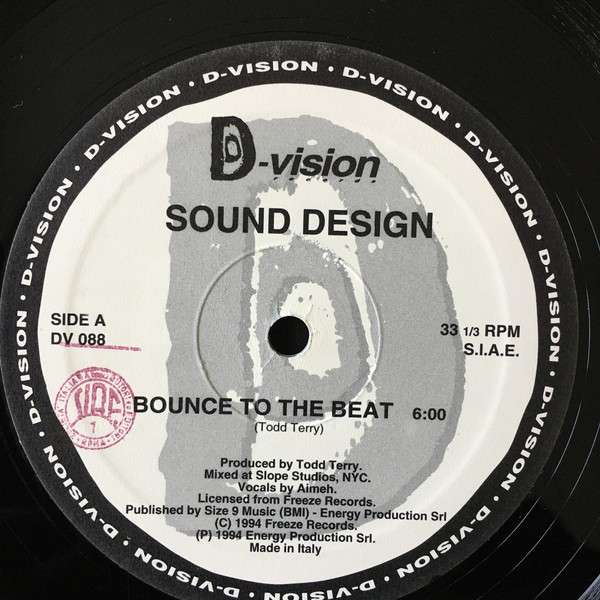 D-VISION • D-VISION • D-VISION • D-VISION • D-VISION • D-VISION • D-VISION • D-VISION • D-VISION • D-VISION • D-VISION
D-vision
SOUND DESIGN
SIDE A
DV 088
33 1/3 RPM
S.I.A.E.
BOUNCE TO THE BEAT 6:00
(Todd Terry)
Produced by Todd Terry.
Mixed at Slope Studios, NYC.
Vocals by Aimeh.
Licensed from Freeze Records.
Published by Size 9 Music (BMI) - Energy Production Srl
(C) 1994 Freeze Records.
(P) 1994 Energy Production Srl.
Made in Italy